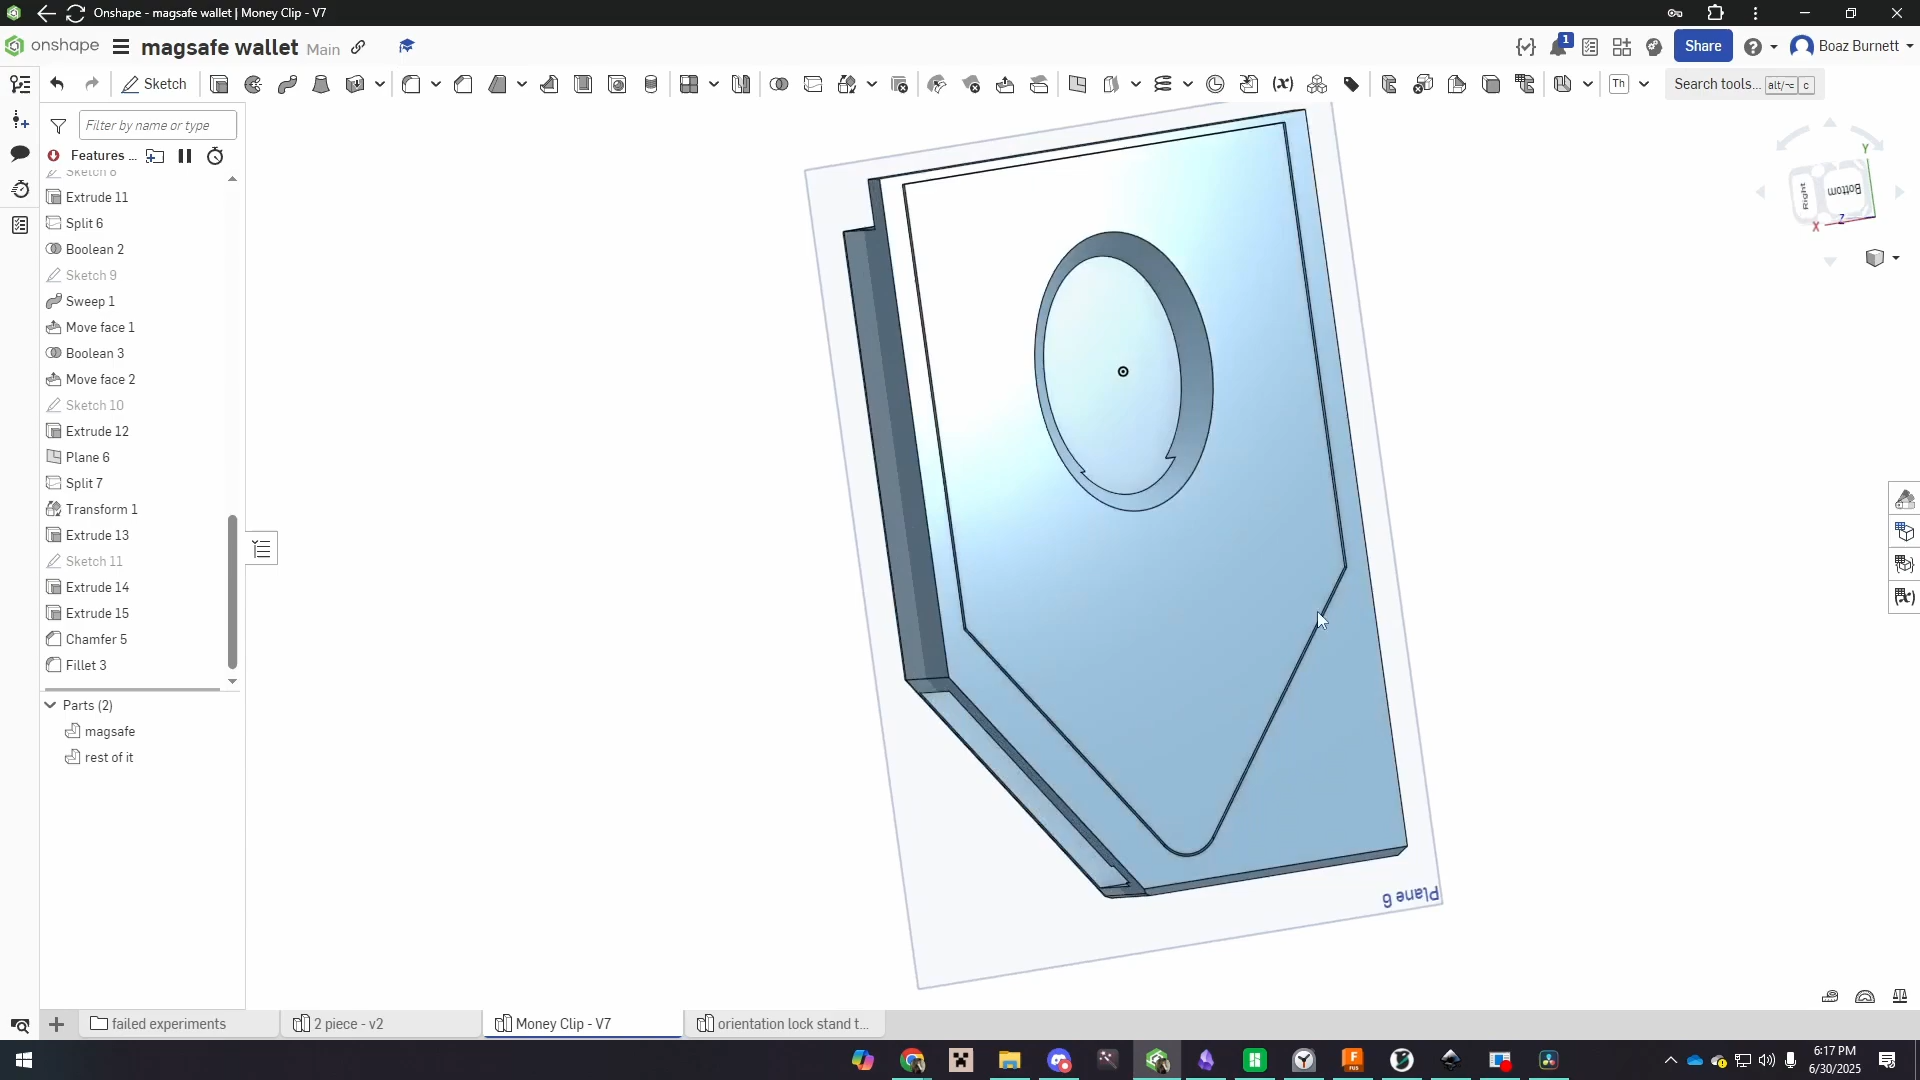 Onshape - magsafe wallet | Money Clip - V7
onshape
magsafe wallet Main
1
Share
Boaz Burnett
Sketch
Th
Search tools... alt/⌥ c
Filter by name or type
Features ...
Sketch 8
Extrude 11
Split 6
Boolean 2
Sketch 9
Sweep 1
Move face 1
Boolean 3
Move face 2
Sketch 10
Extrude 12
Plane 6
Split 7
Transform 1
Extrude 13
Sketch 11
Extrude 14
Extrude 15
Chamfer 5
Fillet 3
Parts (2)
magsafe
rest of it
Y
Right
Bottom
Z
X
Plane 6
failed experiments
2 piece - v2
Money Clip - V7
orientation lock stand t...
6:17 PM
6/30/2025